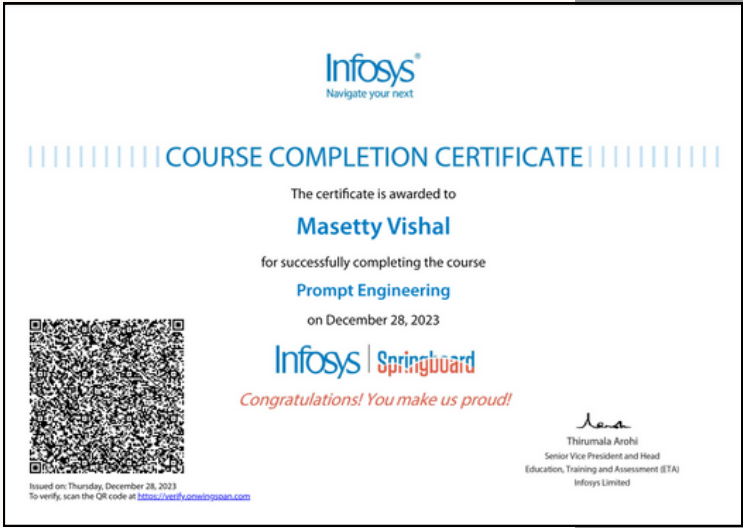 Infosys®
Navigate your next
COURSE COMPLETION CERTIFICATE
The certificate is awarded to
Masetty Vishal
for successfully completing the course
Prompt Engineering
on December 28, 2023
Infosys | Springboard
Congratulations! You make us proud!
Thirumala Arohi
Senior Vice President and Head
Education, Training and Assessment (ETA)
Infosys Limited
Issued on: Thursday, December 28, 2023
To verify, scan the QR code at https://verify.onwingspan.com